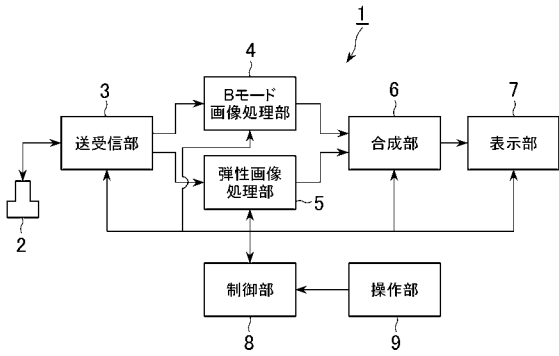 1
4
Bモード
画像処理部
3
送受信部
6
合成部
7
表示部
弾性画像
処理部
5
2
制御部
8
操作部
9